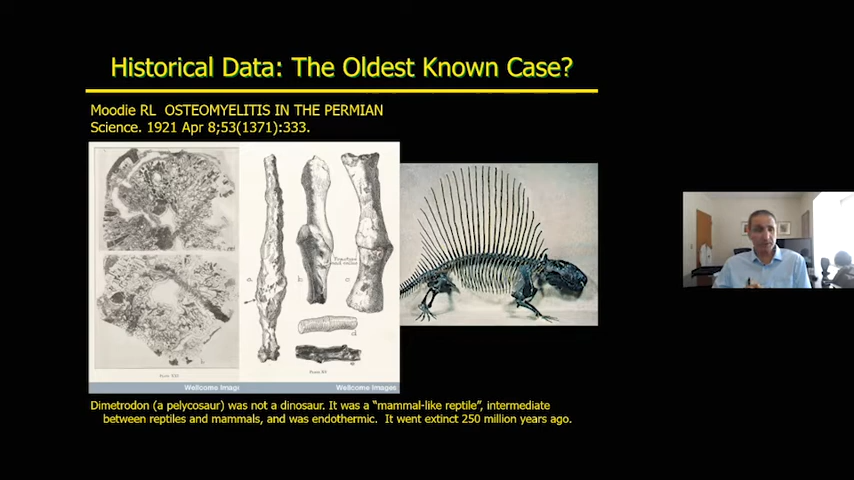 Historical Data: The Oldest Known Case?
Moodie RL OSTEOMYELITIS IN THE PERMIAN
Science. 1921 Apr 8;53(1371):333.
a
b
c
d
e
Wellcome Imag
Wellcome Images
Dimetrodon (a pelycosaur) was not a dinosaur. It was a “mammal-like reptile”, intermediate
between reptiles and mammals, and was endothermic. It went extinct 250 million years ago.